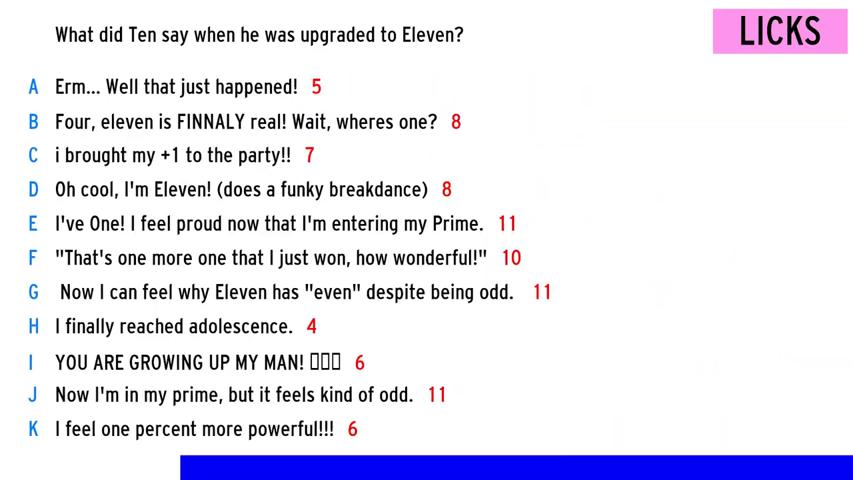 What did Ten say when he was upgraded to Eleven?
LICKS
A Erm... Well that just happened! 5
B Four, eleven is FINNALY real! Wait, wheres one? 8
C i brought my +1 to the party!! 7
D Oh cool, I'm Eleven! (does a funky breakdance) 8
E I've One! I feel proud now that I'm entering my Prime. 11
F "That's one more one that I just won, how wonderful!" 10
G Now I can feel why Eleven has "even" despite being odd. 11
H I finally reached adolescence. 4
I YOU ARE GROWING UP MY MAN! 6
J Now I'm in my prime, but it feels kind of odd. 11
K I feel one percent more powerful!!! 6